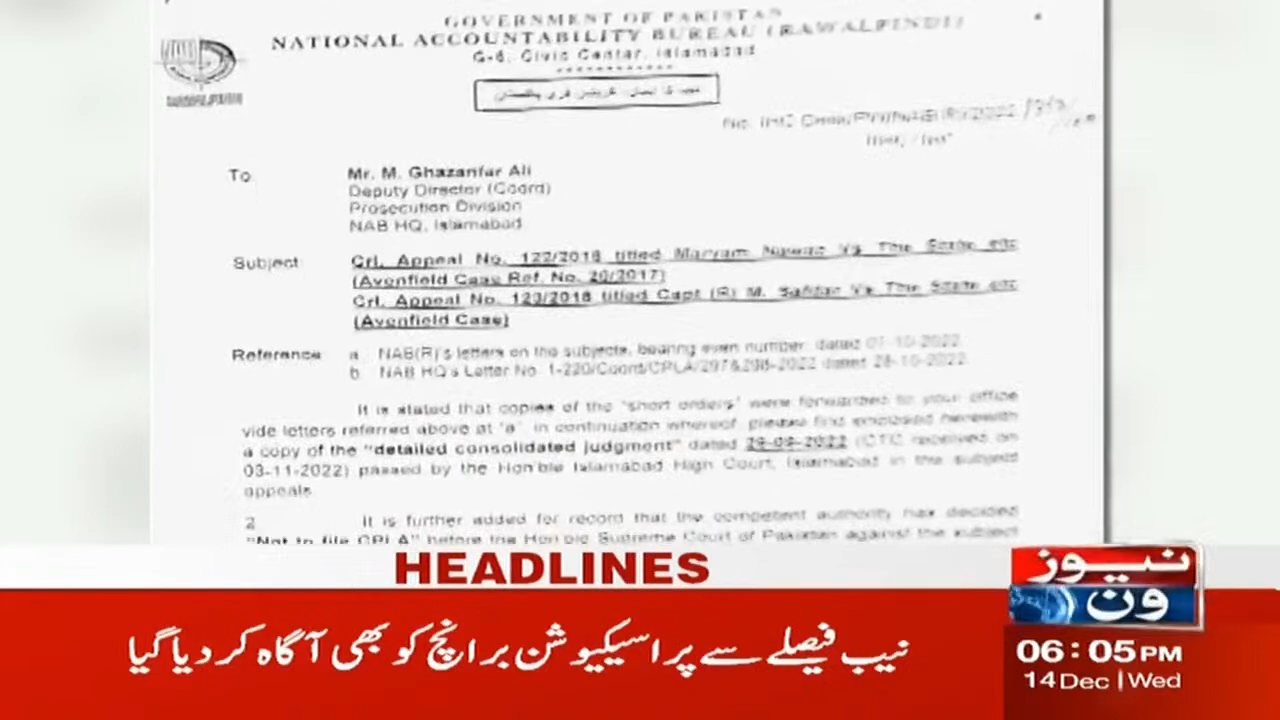 GOVERNMENT OF PAKISTAN
NATIONAL ACCOUNTABILITY BUREAU (RAWALPINDI)
G-6, Civic Center, Islamabad
To Mr. M. Ghazanfar Ali
Deputy Director (Coord)
Prosecution Division
NAB HQ, Islamabad
Subject Crl. Appeal No. 122/2018 titled Maryam Nawaz Vs The State etc
(Avenfield Case Ref. No. 20/2017)
Crl. Appeal No. 123/2018 titled Capt (R) M. Safdar Vs The State etc
(Avenfield Case)
Reference a. NAB(R)'s letters on the subjects, bearing even number, dated 07-10-2022
b. NAB HQ's Letter No. 1-220/Coord/CPLA/297&298-2022 dated 28-10-2022
It is stated that copies of the "short orders" were forwarded to your office
vide letters referred above at 'a' in continuation whereof, please find enclosed herewith
a copy of the "detailed consolidated judgment" dated 29-09-2022 (CTC received on
03-11-2022) passed by the Hon'ble Islamabad High Court, Islamabad in the subject
appeals
2 It is further added for record that the competent authority has decided
"Not to file CPLA" before the Hon'ble Supreme Court of Pakistan against the subject
HEADLINES
نیوز
ون
نیب فیصلے سے پراسیکیوشن برانچ کو بھی آگاہ کر دیا گیا
06:05PM
14Dec|Wed